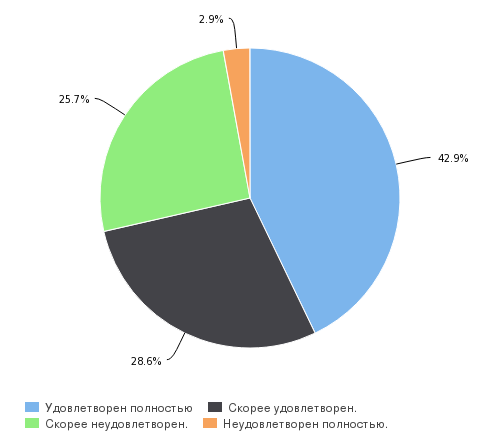 2.9%
25.7%
42.9%
28.6%
Удовлетворен полностью Скорее удовлетворен.
Скорее неудовлетворен. Неудовлетворен полностью.